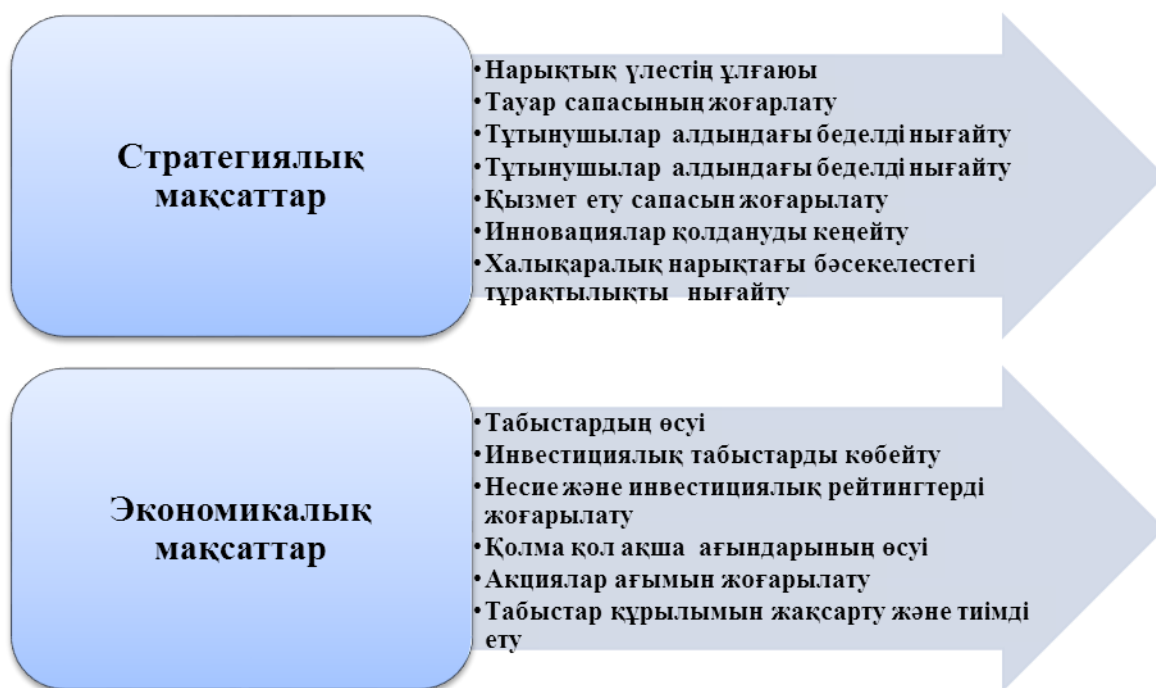 Стратегиялық
мақсаттар
•Нарықтық үлестің ұлғаюы
•Тауар сапасының жоғарлату
•Тұтынушылар алдындағы беделді нығайту
•Тұтынушылар алдындағы беделді нығайту
•Қызмет ету сапасын жоғарылату
•Инновациялар қолдануды кеңейту
•Халықаралық нарықтағы бәсекелестегі
тұрақтылықты нығайту
Экономикалық
мақсаттар
•Табыстардың өсуі
•Инвестициялық табыстарды көбейту
•Несие және инвестициялық рейтингтерді
жоғарылату
•Қолма қол ақша ағындарының өсуі
•Акциялар ағымын жоғарылату
•Табыстар құрылымын жақсарту және тиімді
ету